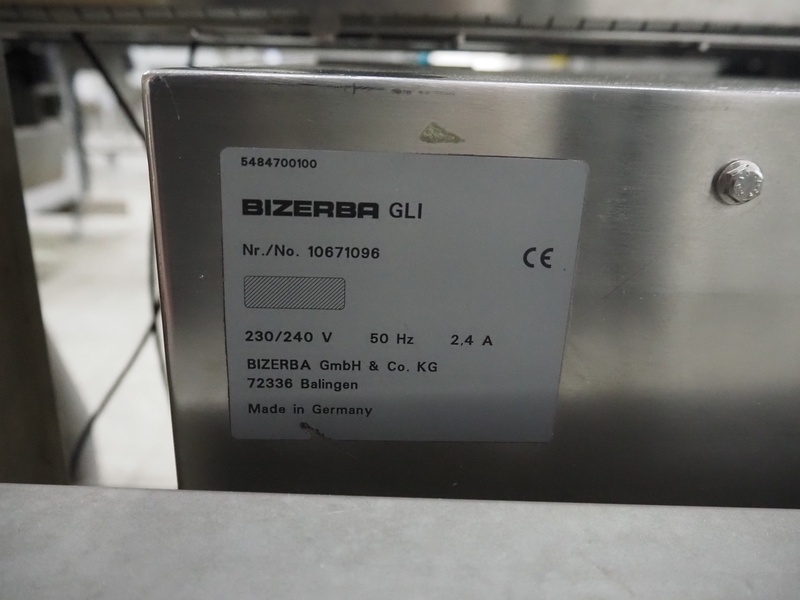 5484700100
BIZERBA GLI
Nr./No. 10671096
CE
230/240 V 50 Hz 2,4 A
BIZERBA GmbH & Co. KG
72336 Balingen
Made in Germany